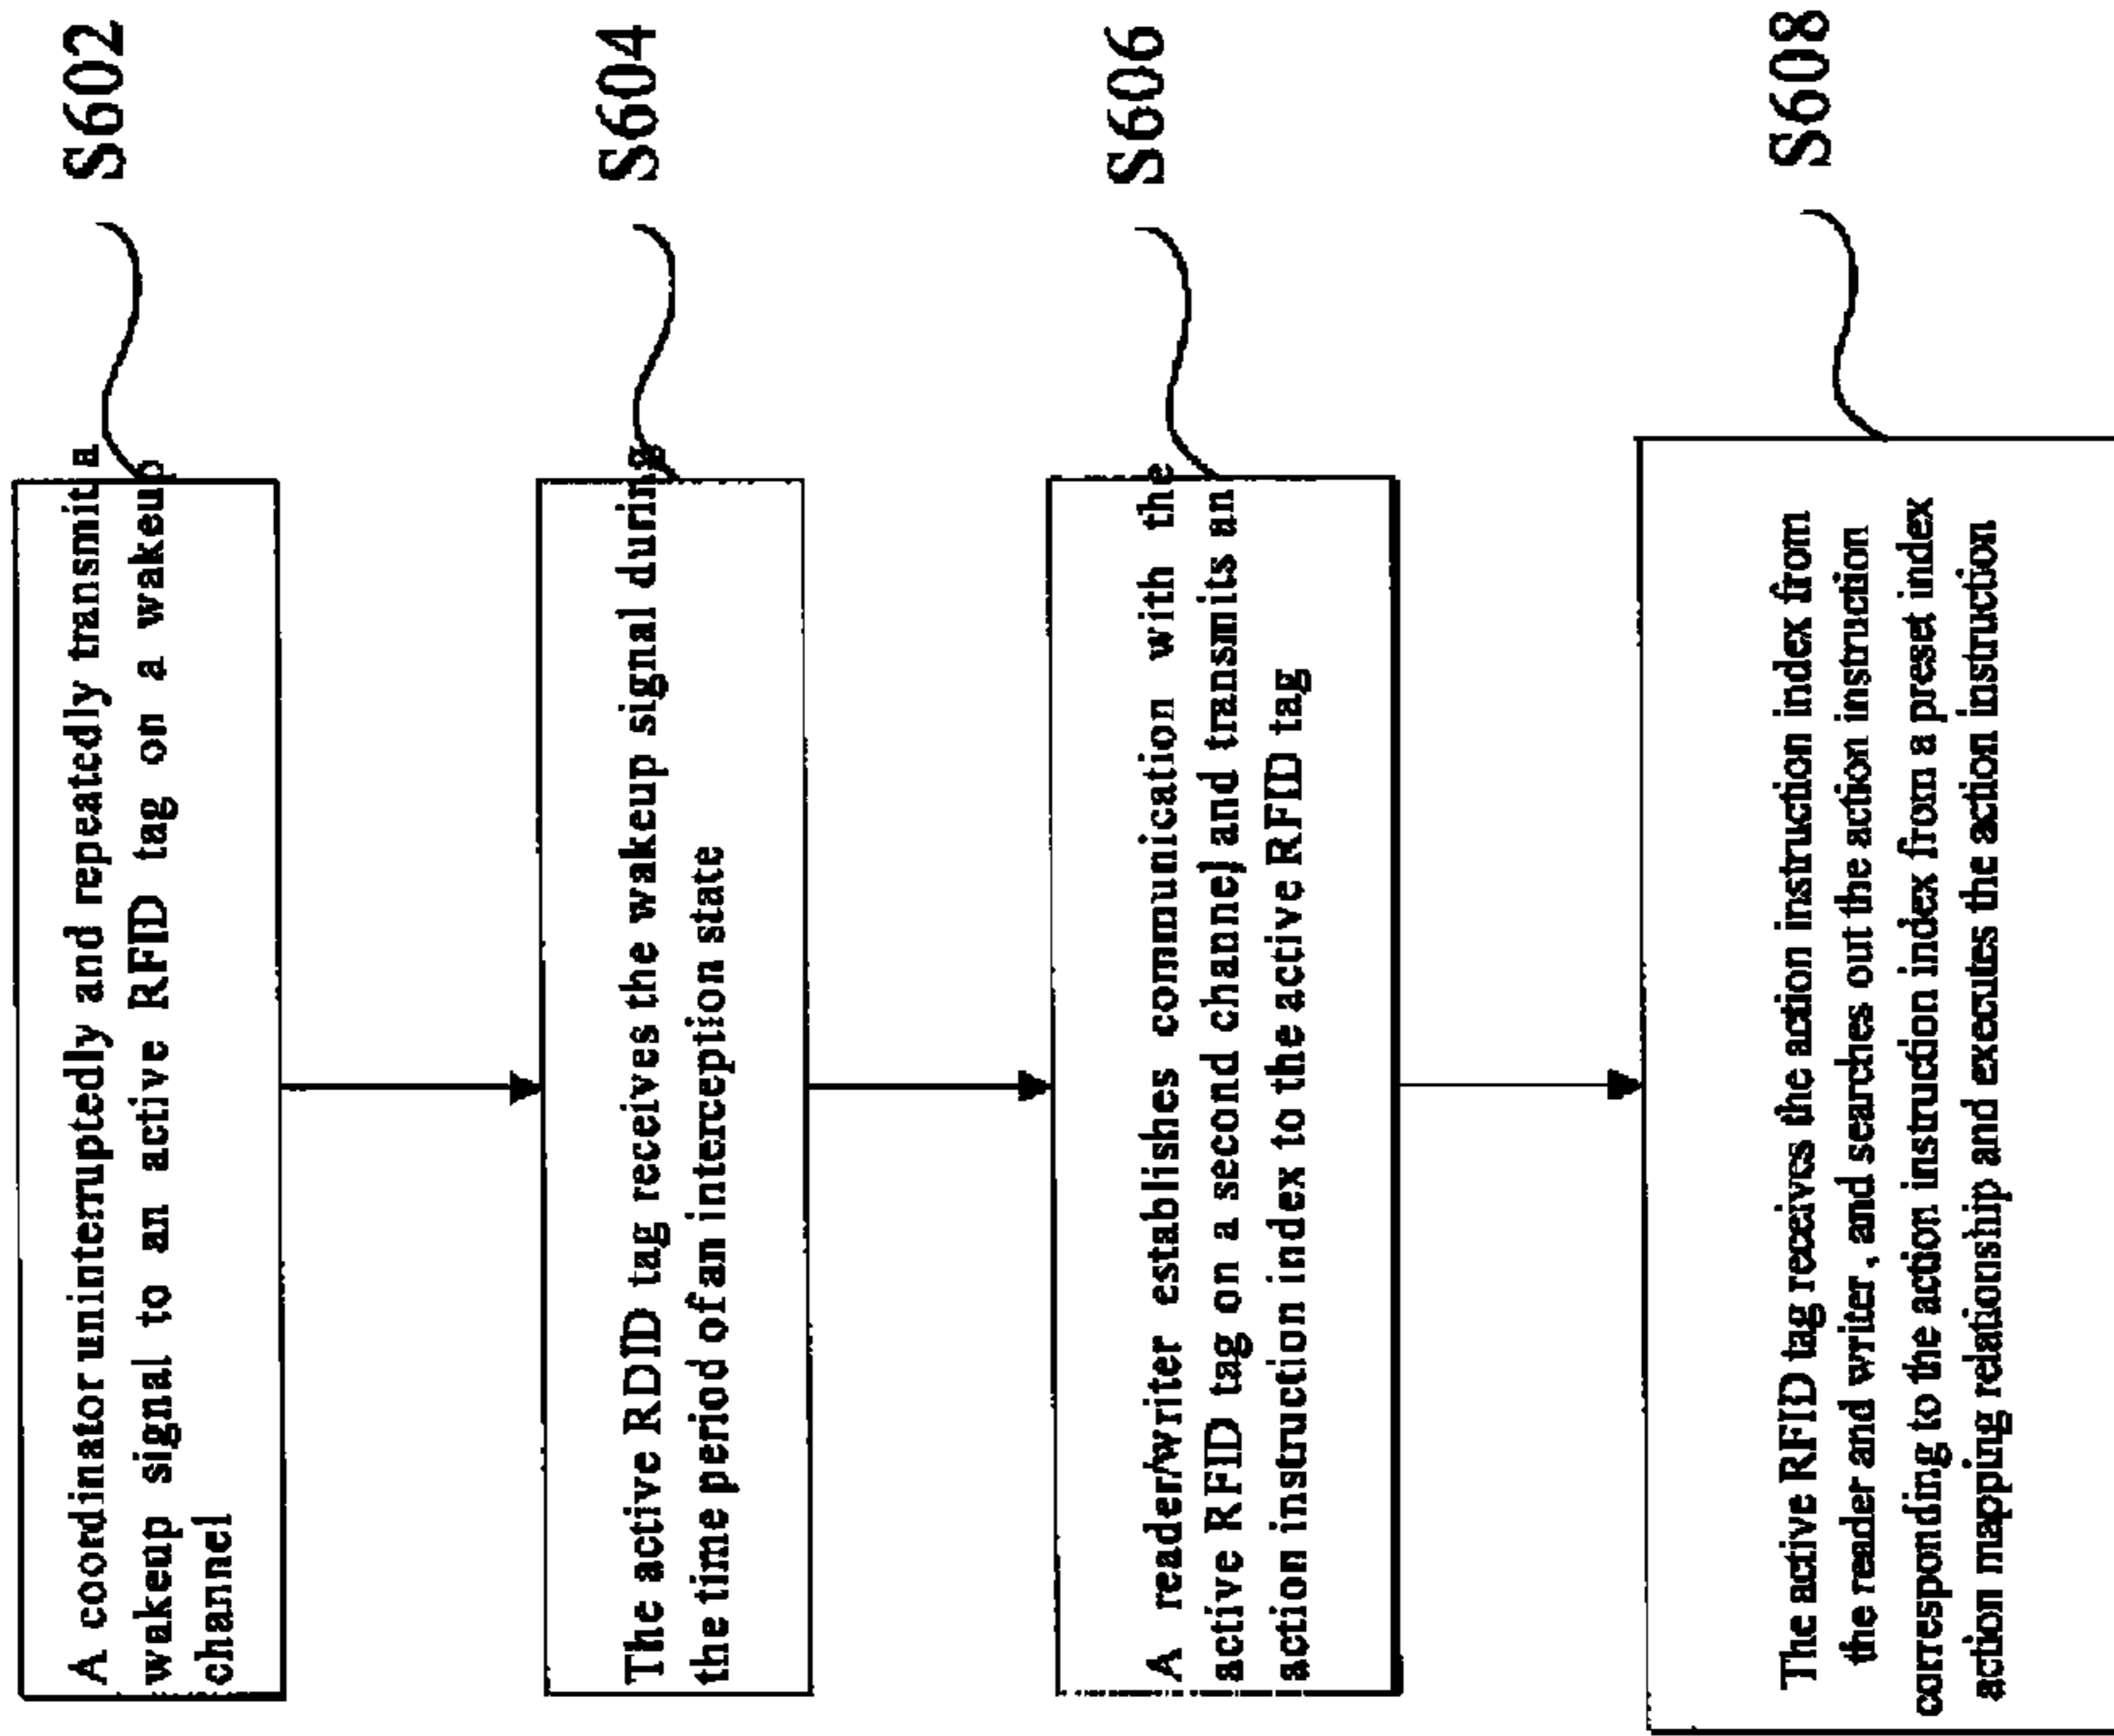 A coordinator uninterruptedly and repeatedly transmit a
wakeup signal to an active RFID tag on a wakeup
channel
S602
The active RDID tag receives the wakeup signal during
the time period of an interception state
S604
A reader/writer establishes communication with the
active RFID tag on a second channel and transmits an
action instruction index to the active RFID tag
S606
The active RFID tag receives the action instruction index from
the reader and writer, and searches out the action instruction
corresponding to the action instruction index from a preset index
action mapping relationship and executes the action instruction
S608